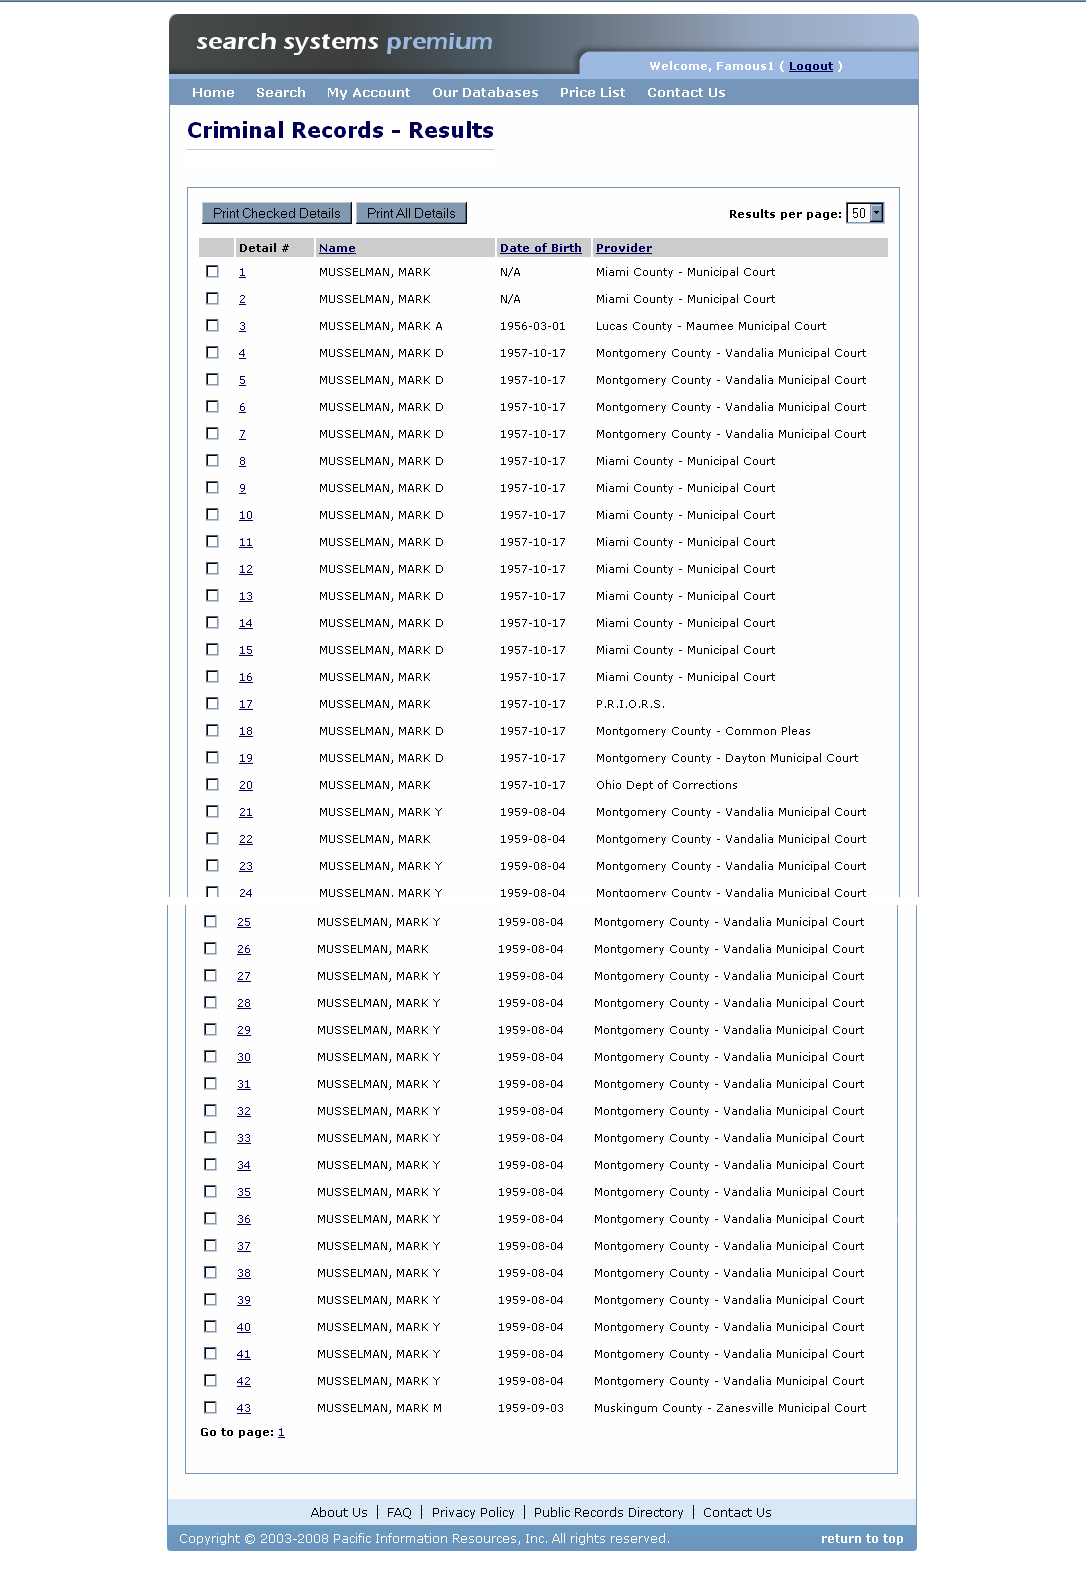 search systems premium
Welcome, Famous1 ( Logout )
Home Search My Account Our Databases Price List Contact Us
Criminal Records - Results
Print Checked Details Print All Details Results per page: 50
Detail # Name Date of Birth Provider
1 MUSSELMAN, MARK N/A Miami County - Municipal Court
2 MUSSELMAN, MARK N/A Miami County - Municipal Court
3 MUSSELMAN, MARK A 1956-03-01 Lucas County - Maumee Municipal Court
4 MUSSELMAN, MARK D 1957-10-17 Montgomery County - Vandalia Municipal Court
5 MUSSELMAN, MARK D 1957-10-17 Montgomery County - Vandalia Municipal Court
6 MUSSELMAN, MARK D 1957-10-17 Montgomery County - Vandalia Municipal Court
7 MUSSELMAN, MARK D 1957-10-17 Montgomery County - Vandalia Municipal Court
8 MUSSELMAN, MARK D 1957-10-17 Miami County - Municipal Court
9 MUSSELMAN, MARK D 1957-10-17 Miami County - Municipal Court
10 MUSSELMAN, MARK D 1957-10-17 Miami County - Municipal Court
11 MUSSELMAN, MARK D 1957-10-17 Miami County - Municipal Court
12 MUSSELMAN, MARK D 1957-10-17 Miami County - Municipal Court
13 MUSSELMAN, MARK D 1957-10-17 Miami County - Municipal Court
14 MUSSELMAN, MARK D 1957-10-17 Miami County - Municipal Court
15 MUSSELMAN, MARK D 1957-10-17 Miami County - Municipal Court
16 MUSSELMAN, MARK 1957-10-17 Miami County - Municipal Court
17 MUSSELMAN, MARK 1957-10-17 P.R.I.O.R.S.
18 MUSSELMAN, MARK D 1957-10-17 Montgomery County - Common Pleas
19 MUSSELMAN, MARK D 1957-10-17 Montgomery County - Dayton Municipal Court
20 MUSSELMAN, MARK 1957-10-17 Ohio Dept of Corrections
21 MUSSELMAN, MARK Y 1959-08-04 Montgomery County - Vandalia Municipal Court
22 MUSSELMAN, MARK 1959-08-04 Montgomery County - Vandalia Municipal Court
23 MUSSELMAN, MARK Y 1959-08-04 Montgomery County - Vandalia Municipal Court
24 MUSSELMAN, MARK Y 1959-08-04 Montgomery County - Vandalia Municipal Court
25 MUSSELMAN, MARK Y 1959-08-04 Montgomery County - Vandalia Municipal Court
26 MUSSELMAN, MARK 1959-08-04 Montgomery County - Vandalia Municipal Court
27 MUSSELMAN, MARK Y 1959-08-04 Montgomery County - Vandalia Municipal Court
28 MUSSELMAN, MARK Y 1959-08-04 Montgomery County - Vandalia Municipal Court
29 MUSSELMAN, MARK Y 1959-08-04 Montgomery County - Vandalia Municipal Court
30 MUSSELMAN, MARK Y 1959-08-04 Montgomery County - Vandalia Municipal Court
31 MUSSELMAN, MARK Y 1959-08-04 Montgomery County - Vandalia Municipal Court
32 MUSSELMAN, MARK Y 1959-08-04 Montgomery County - Vandalia Municipal Court
33 MUSSELMAN, MARK Y 1959-08-04 Montgomery County - Vandalia Municipal Court
34 MUSSELMAN, MARK Y 1959-08-04 Montgomery County - Vandalia Municipal Court
35 MUSSELMAN, MARK Y 1959-08-04 Montgomery County - Vandalia Municipal Court
36 MUSSELMAN, MARK Y 1959-08-04 Montgomery County - Vandalia Municipal Court
37 MUSSELMAN, MARK Y 1959-08-04 Montgomery County - Vandalia Municipal Court
38 MUSSELMAN, MARK Y 1959-08-04 Montgomery County - Vandalia Municipal Court
39 MUSSELMAN, MARK Y 1959-08-04 Montgomery County - Vandalia Municipal Court
40 MUSSELMAN, MARK Y 1959-08-04 Montgomery County - Vandalia Municipal Court
41 MUSSELMAN, MARK Y 1959-08-04 Montgomery County - Vandalia Municipal Court
42 MUSSELMAN, MARK Y 1959-08-04 Montgomery County - Vandalia Municipal Court
43 MUSSELMAN, MARK M 1959-09-03 Muskingum County - Zanesville Municipal Court
Go to page: 1
About Us | FAQ | Privacy Policy | Public Records Directory | Contact Us
Copyright © 2003-2008 Pacific Information Resources, Inc. All rights reserved. return to top